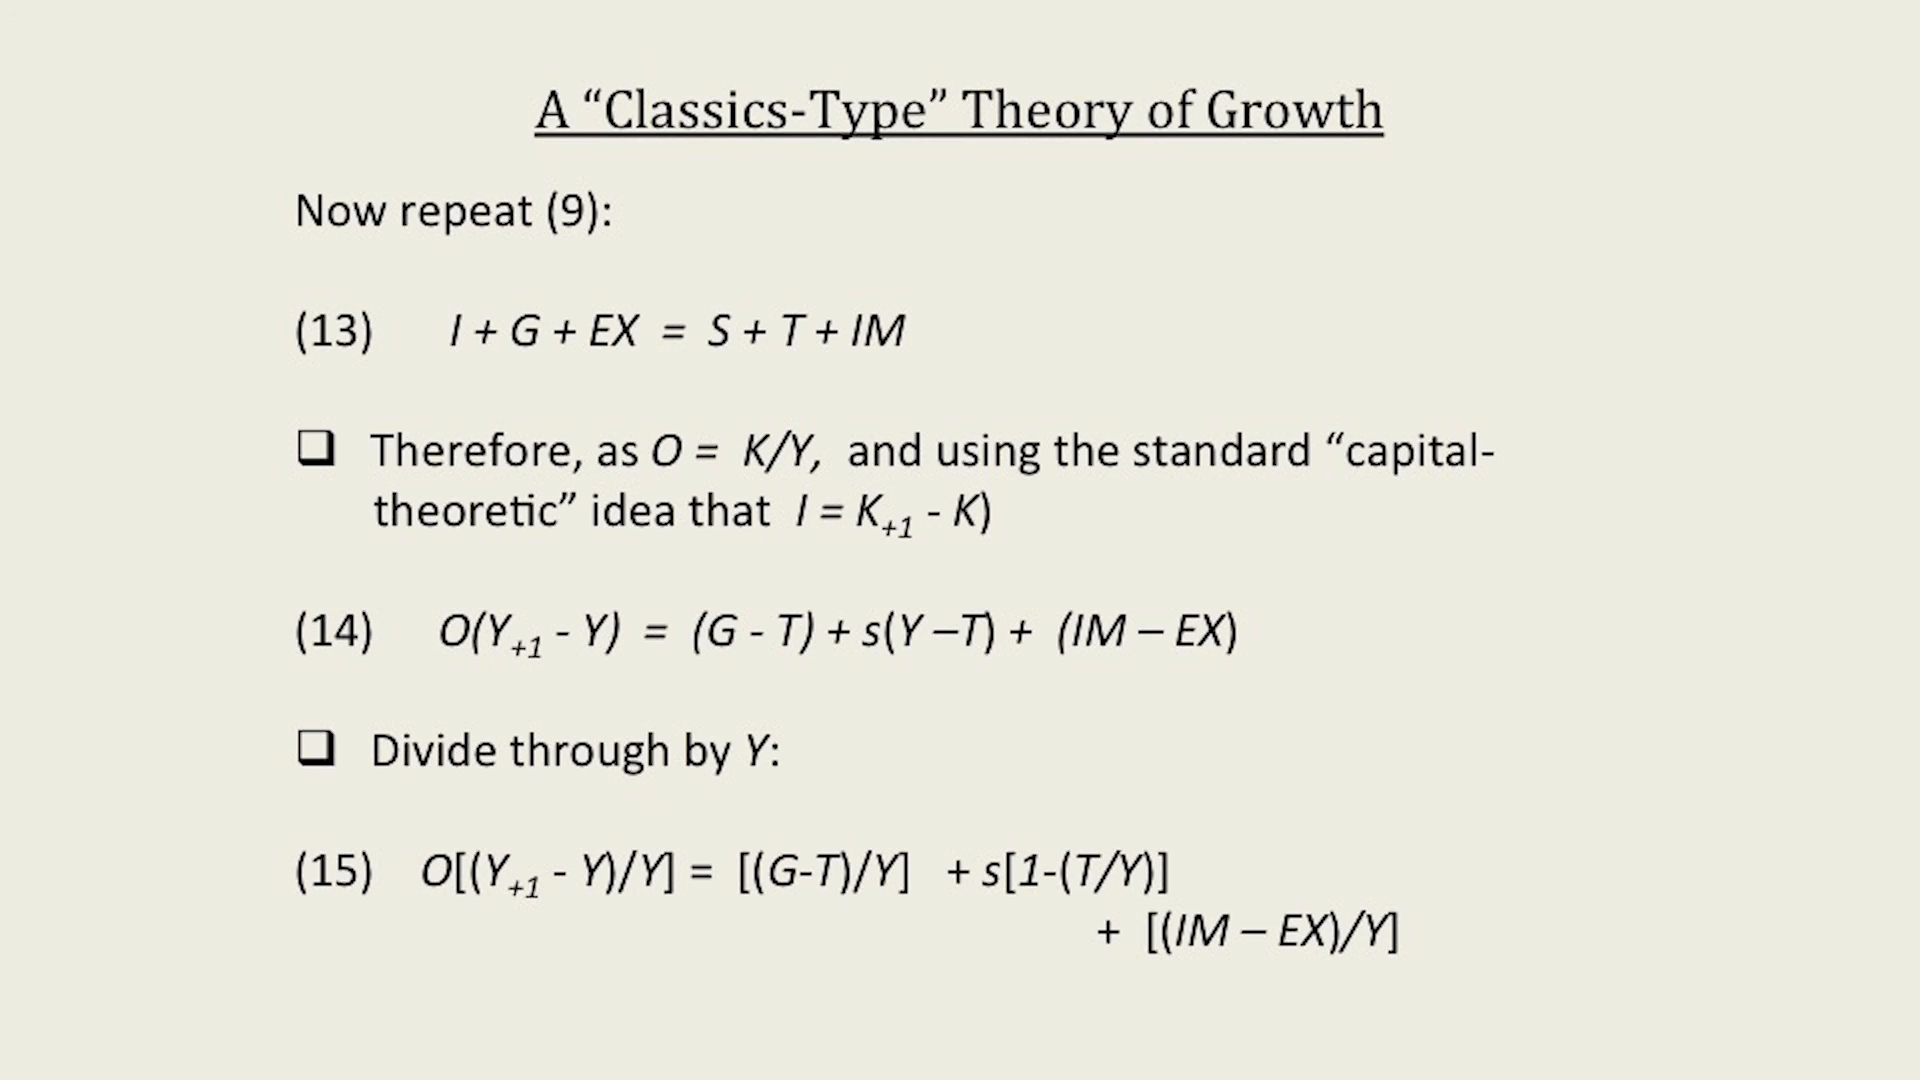 A “Classics-Type” Theory of Growth
Now repeat (9):
(13) I + G + EX = S + T + IM
❑ Therefore, as O = K/Y, and using the standard “capital-
theoretic” idea that I = K₊₁ - K)
(14) O(Y₊₁ - Y) = (G - T) + s(Y –T) + (IM – EX)
❑ Divide through by Y:
(15) O[(Y₊₁ - Y)/Y] = [(G-T)/Y] + s[1-(T/Y)]
+ [(IM – EX)/Y]